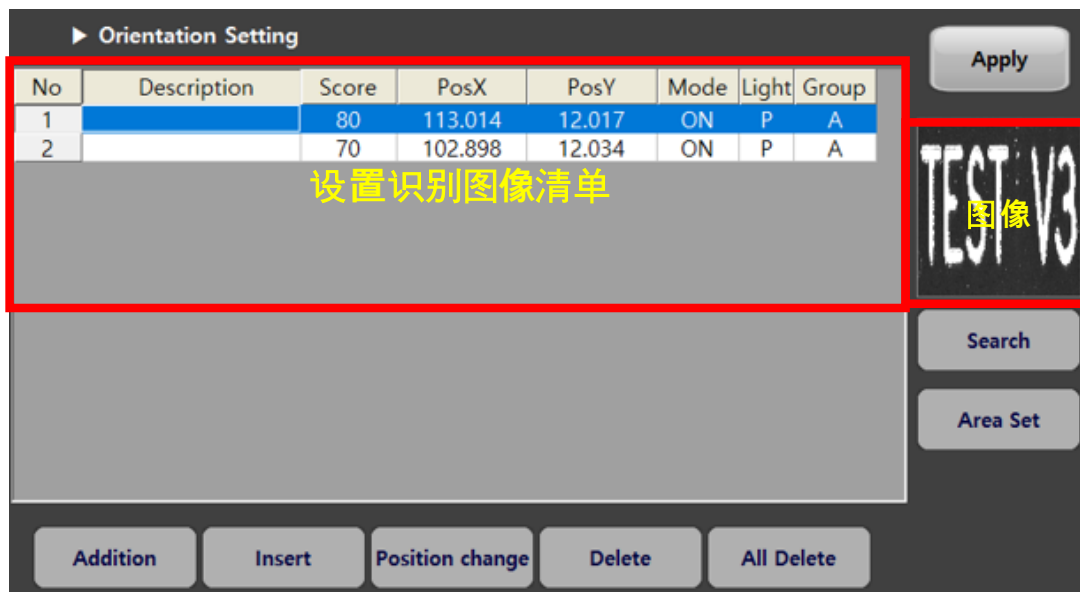 ▶ Orientation Setting
Apply
No Description Score PosX PosY Mode Light Group
1 80 113.014 12.017 ON P A
2 70 102.898 12.034 ON P A
设置识别图像清单
TEST V3
图像
Search
Area Set
Addition Insert Position change Delete All Delete